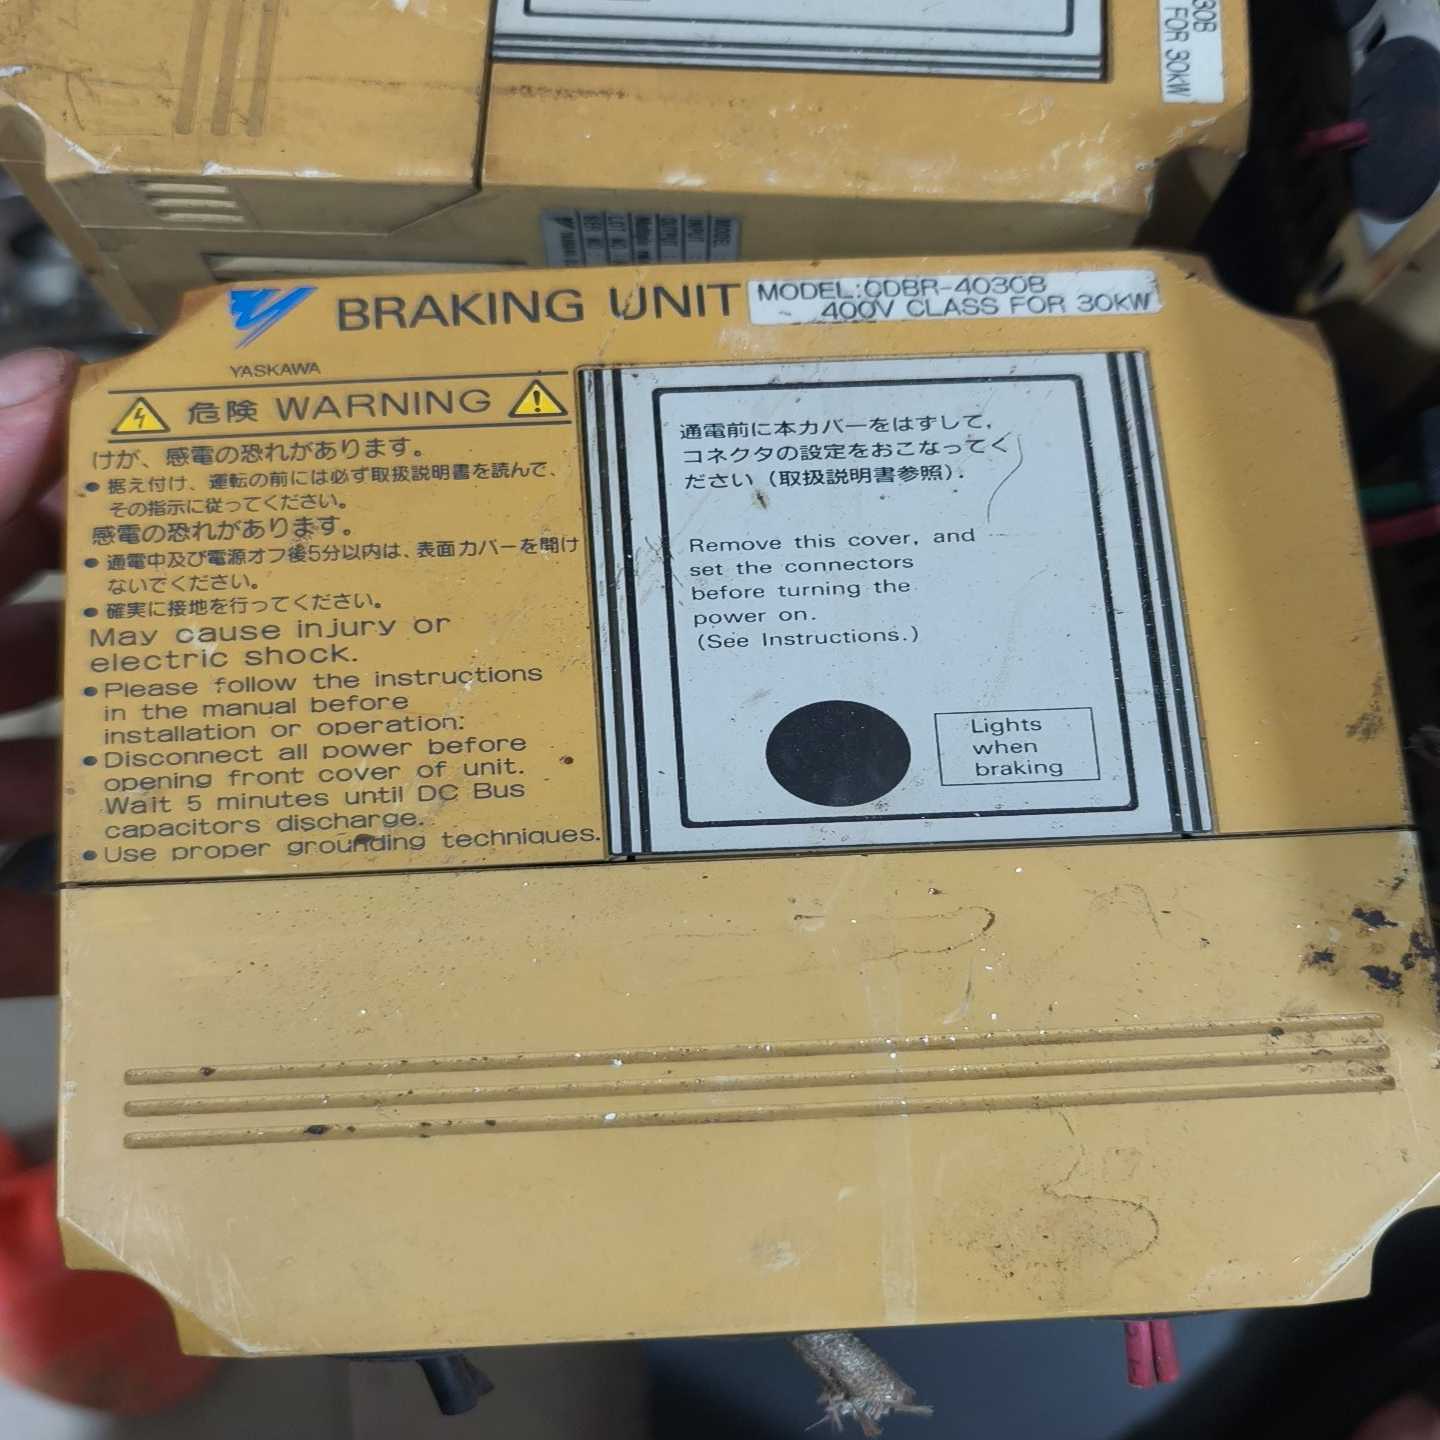 030B
FOR 30kW
MODEL
INPUT
OUTPUT
LOT NO.
SER NO.
BRAKING UNIT
MODEL:CDBR-4030B
400V CLASS FOR 30kW
YASKAWA
危険 WARNING
けが、感電の恐れがあります。
● 据え付け、運転の前には必ず取扱説明書を読んで、
その指示に従ってください。
感電の恐れがあります。
● 通電中及び電源オフ後5分以内は、表面カバーを開け
ないでください。
● 確実に接地を行ってください。
May cause injury or
electric shock.
● Please follow the instructions
in the manual before
installation or operation:
● Disconnect all power before
opening front cover of unit.
Wait 5 minutes until DC Bus
capacitors discharge.
● Use proper grounding techniques.
通電前に本カバーをはずして,
コネクタの設定をおこなってく
ださい（取扱説明書参照）.
Remove this cover, and
set the connectors
before turning the
power on.
(See Instructions.)
Lights
when
braking